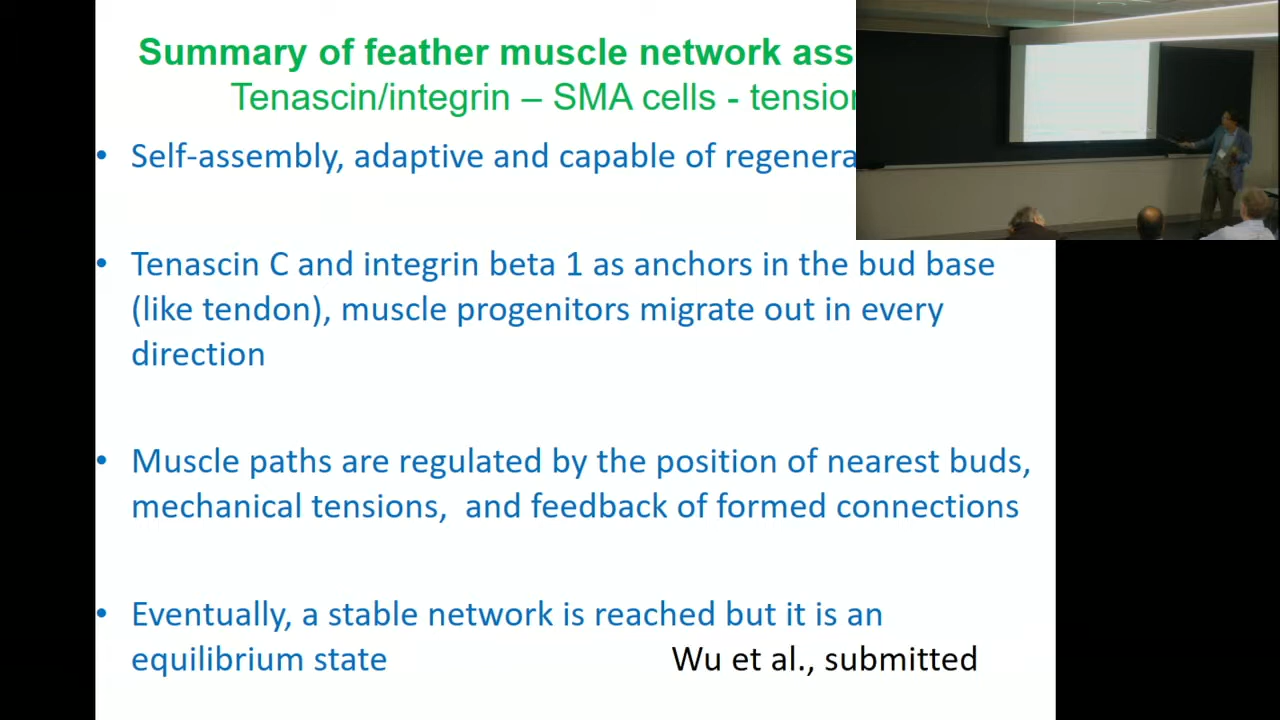 Summary of feather muscle network ass
Tenascin/integrin – SMA cells - tension
• Self-assembly, adaptive and capable of regenera
• Tenascin C and integrin beta 1 as anchors in the bud base
(like tendon), muscle progenitors migrate out in every
direction
• Muscle paths are regulated by the position of nearest buds,
mechanical tensions, and feedback of formed connections
• Eventually, a stable network is reached but it is an
equilibrium state Wu et al., submitted